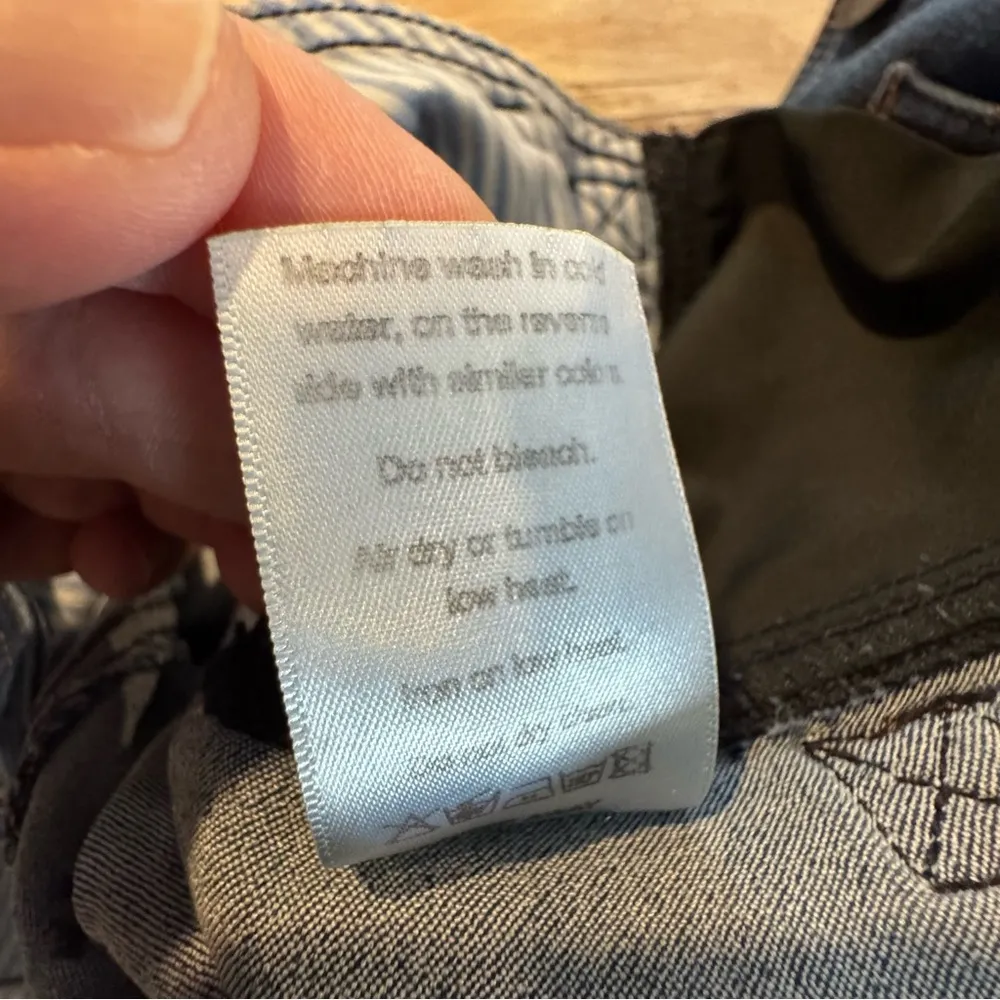 Machine wash in cold
water, on the reverse
side with similar colors.
Do not bleach.
Air dry or tumble on
low heat.
Iron on low heat.